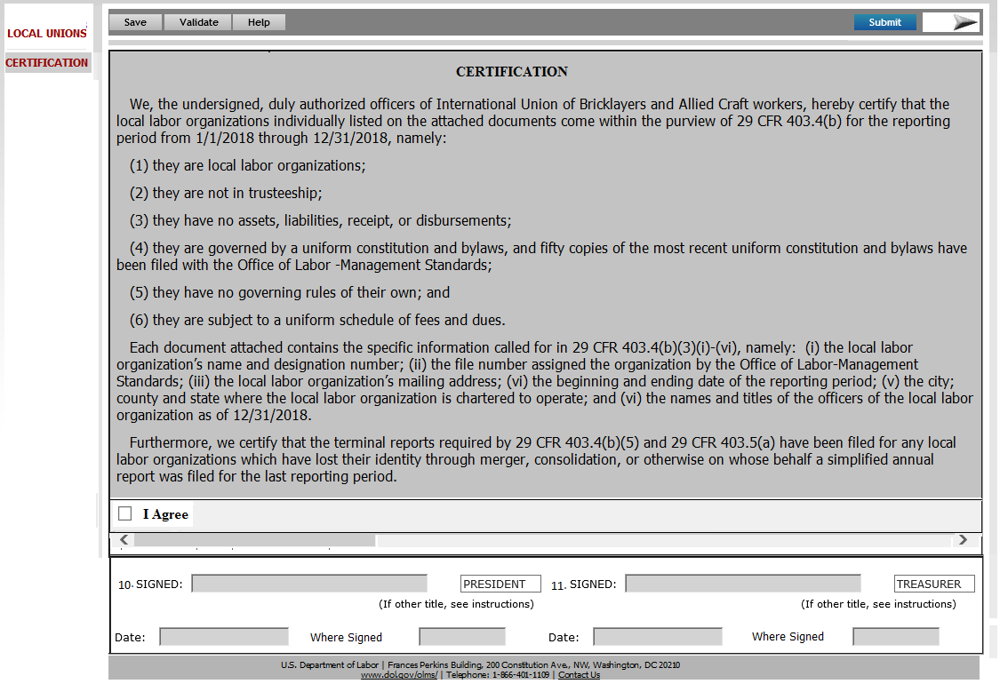 Save Validate Help Submit
LOCAL UNIONS
CERTIFICATION
CERTIFICATION
We, the undersigned, duly authorized officers of International Union of Bricklayers and Allied Craft workers, hereby certify that the
local labor organizations individually listed on the attached documents come within the purview of 29 CFR 403.4(b) for the reporting
period from 1/1/2018 through 12/31/2018, namely:
(1) they are local labor organizations;
(2) they are not in trusteeship;
(3) they have no assets, liabilities, receipt, or disbursements;
(4) they are governed by a uniform constitution and bylaws, and fifty copies of the most recent uniform constitution and bylaws have
been filed with the Office of Labor -Management Standards;
(5) they have no governing rules of their own; and
(6) they are subject to a uniform schedule of fees and dues.
Each document attached contains the specific information called for in 29 CFR 403.4(b)(3)(i)-(vi), namely: (i) the local labor
organization's name and designation number; (ii) the file number assigned the organization by the Office of Labor-Management
Standards; (iii) the local labor organization's mailing address; (vi) the beginning and ending date of the reporting period; (v) the city;
county and state where the local labor organization is chartered to operate; and (vi) the names and titles of the officers of the local labor
organization as of 12/31/2018.
Furthermore, we certify that the terminal reports required by 29 CFR 403.4(b)(5) and 29 CFR 403.5(a) have been filed for any local
labor organizations which have lost their identity through merger, consolidation, or otherwise on whose behalf a simplified annual
report was filed for the last reporting period.
I Agree
10. SIGNED: PRESIDENT 11. SIGNED: TREASURER
(If other title, see instructions) (If other title, see instructions)
Date: Where Signed Date: Where Signed
U.S. Department of Labor | Frances Perkins Building, 200 Constitution Ave., NW, Washington, DC 20210
www.dol.gov/olms/ | Telephone: 1-866-401-1109 | Contact Us